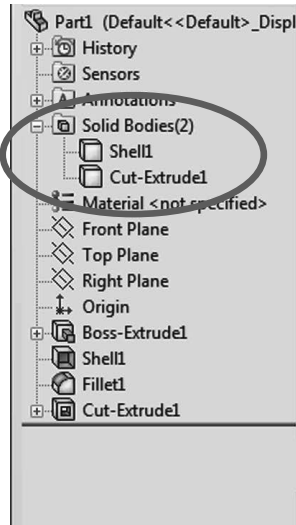 Part1 (Default<<Default>_Displ
History
Sensors
Annotations
Solid Bodies(2)
Shell1
Cut-Extrude1
Material <not specified>
Front Plane
Top Plane
Right Plane
Origin
Boss-Extrude1
Shell1
Fillet1
Cut-Extrude1